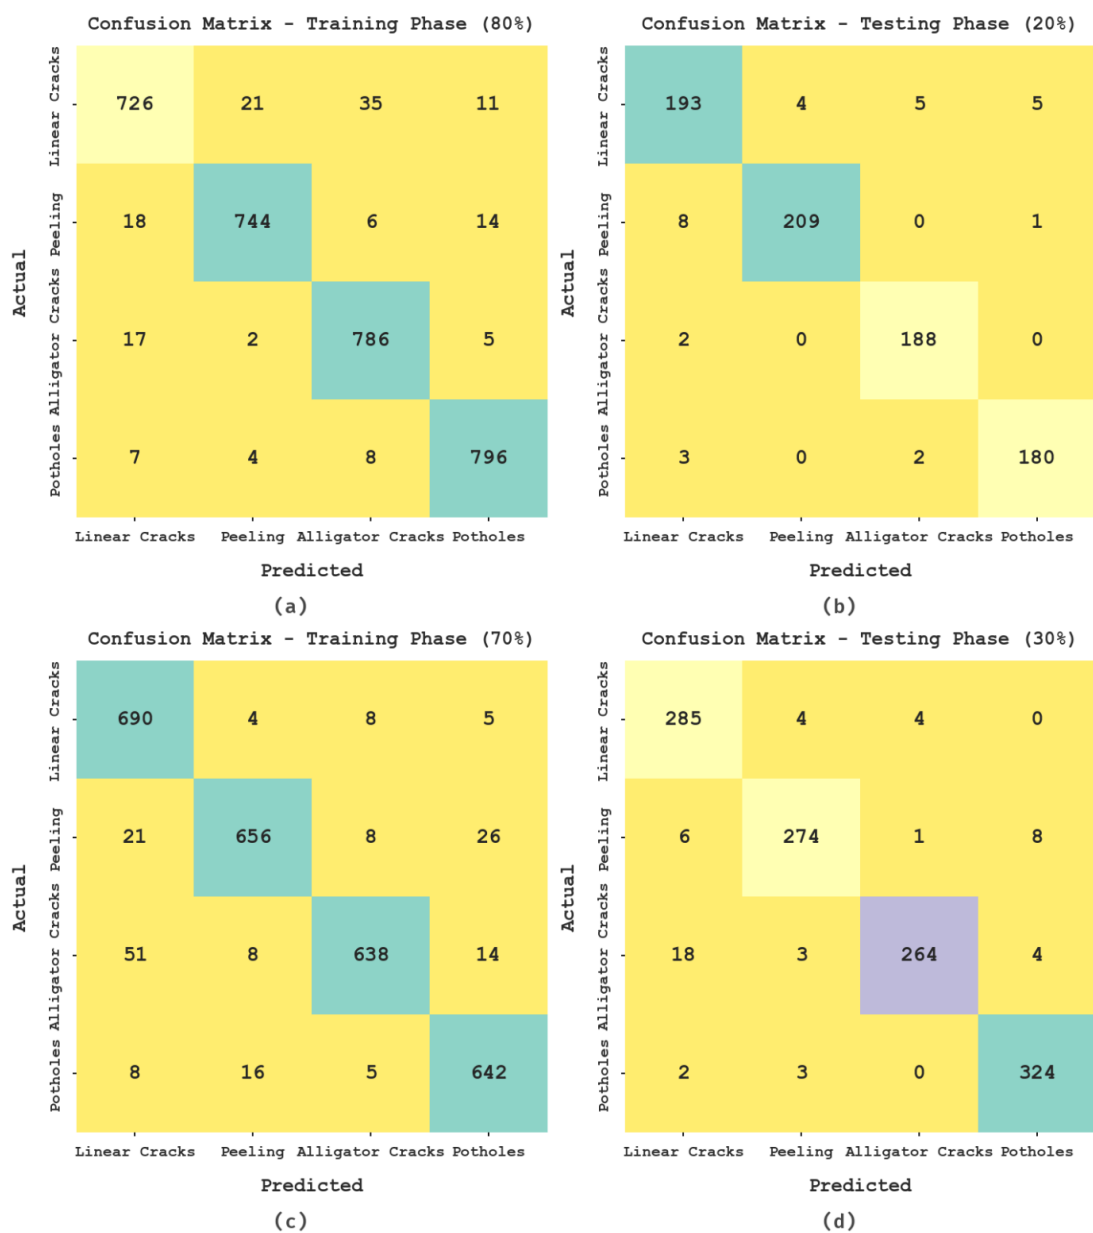 Confusion Matrix - Training Phase (80%)
Linear Cracks
Peeling
Alligator Cracks
Potholes
Actual
726 21 35 11
18 744 6 14
17 2 786 5
7 4 8 796
Linear Cracks Peeling Alligator Cracks Potholes
Predicted
(a)
Confusion Matrix - Testing Phase (20%)
Linear Cracks
Peeling
Alligator Cracks
Potholes
Actual
193 4 5 5
8 209 0 1
2 0 188 0
3 0 2 180
Linear Cracks Peeling Alligator Cracks Potholes
Predicted
(b)
Confusion Matrix - Training Phase (70%)
Linear Cracks
Peeling
Alligator Cracks
Potholes
Actual
690 4 8 5
21 656 8 26
51 8 638 14
8 16 5 642
Linear Cracks Peeling Alligator Cracks Potholes
Predicted
(c)
Confusion Matrix - Testing Phase (30%)
Linear Cracks
Peeling
Alligator Cracks
Potholes
Actual
285 4 4 0
6 274 1 8
18 3 264 4
2 3 0 324
Linear Cracks Peeling Alligator Cracks Potholes
Predicted
(d)